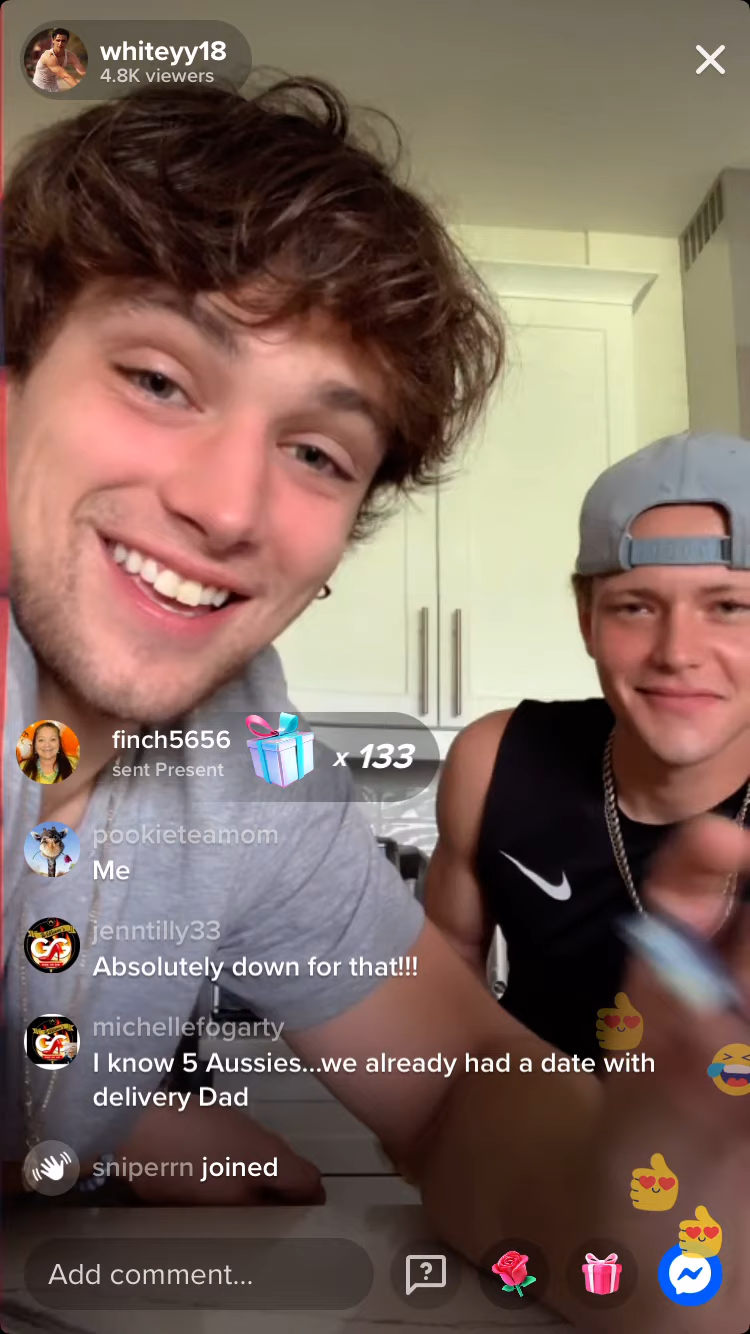 whiteyy18
4.8K viewers
finch5656
sent Present
x 133
pookieteamom
Me
jenntilly33
Absolutely down for that!!!
michellefogarty
I know 5 Aussies...we already had a date with
delivery Dad
sniperrn joined
Add comment...
?